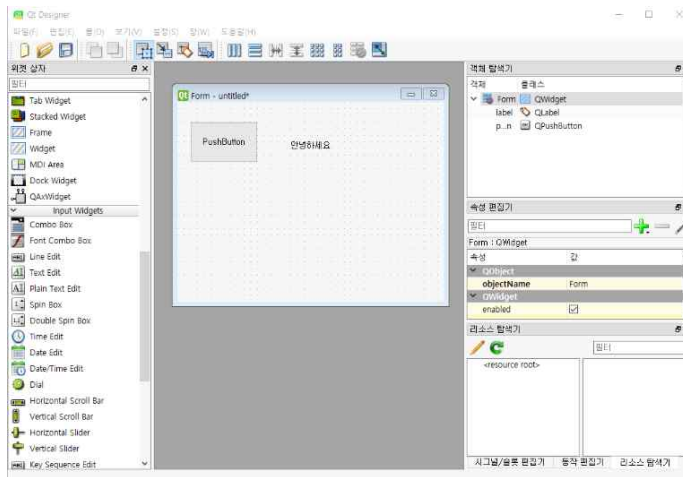 Qt Designer
파일(F) 편집(E) 폼(O) 보기(V) 설정(S) 창(W) 도움말(H)
위젯 상자
필터
Tab Widget
Stacked Widget
Frame
Widget
MDI Area
Dock Widget
QAxWidget
Input Widgets
Combo Box
Font Combo Box
Line Edit
Text Edit
Plain Text Edit
Spin Box
Double Spin Box
Time Edit
Date Edit
Date/Time Edit
Dial
Horizontal Scroll Bar
Vertical Scroll Bar
Horizontal Slider
Vertical Slider
Key Sequence Edit
Form - untitled*
PushButton
안녕하세요
객체 탐색기
객체 클래스
Form QWidget
label QLabel
p...n QPushButton
속성 편집기
필터
Form : QWidget
속성 값
QObject
objectName Form
QWidget
enabled
리소스 탐색기
필터
<resource root>
시그널/슬롯 편집기 동작 편집기 리소스 탐색기